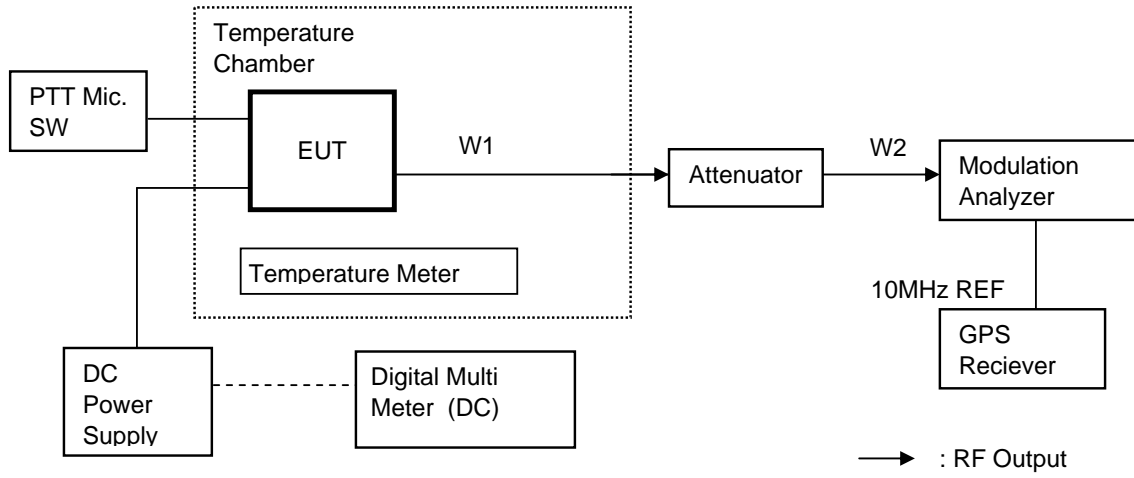 Temperature
Chamber
PTT Mic.
SW
EUT
W1
Attenuator
W2
Modulation
Analyzer
Temperature Meter
10MHz REF
GPS
Reciever
DC
Power
Supply
Digital Multi
Meter (DC)
: RF Output